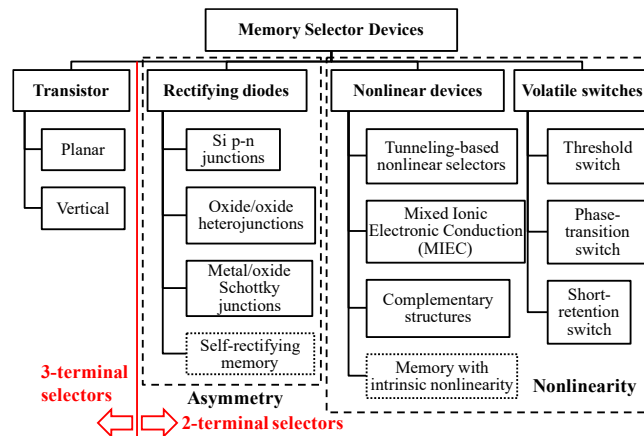 Memory Selector Devices
Transistor
Planar
Vertical
Rectifying diodes
Si p-n
junctions
Oxide/oxide
heterojunctions
Metal/oxide
Schottky
junctions
Self-rectifying
memory
Asymmetry
Nonlinear devices
Tunneling-based
nonlinear selectors
Mixed Ionic
Electronic Conduction
(MIEC)
Complementary
structures
Memory with
intrinsic nonlinearity
Volatile switches
Threshold
switch
Phase-
transition
switch
Short-
retention
switch
Nonlinearity
3-terminal
selectors
2-terminal selectors